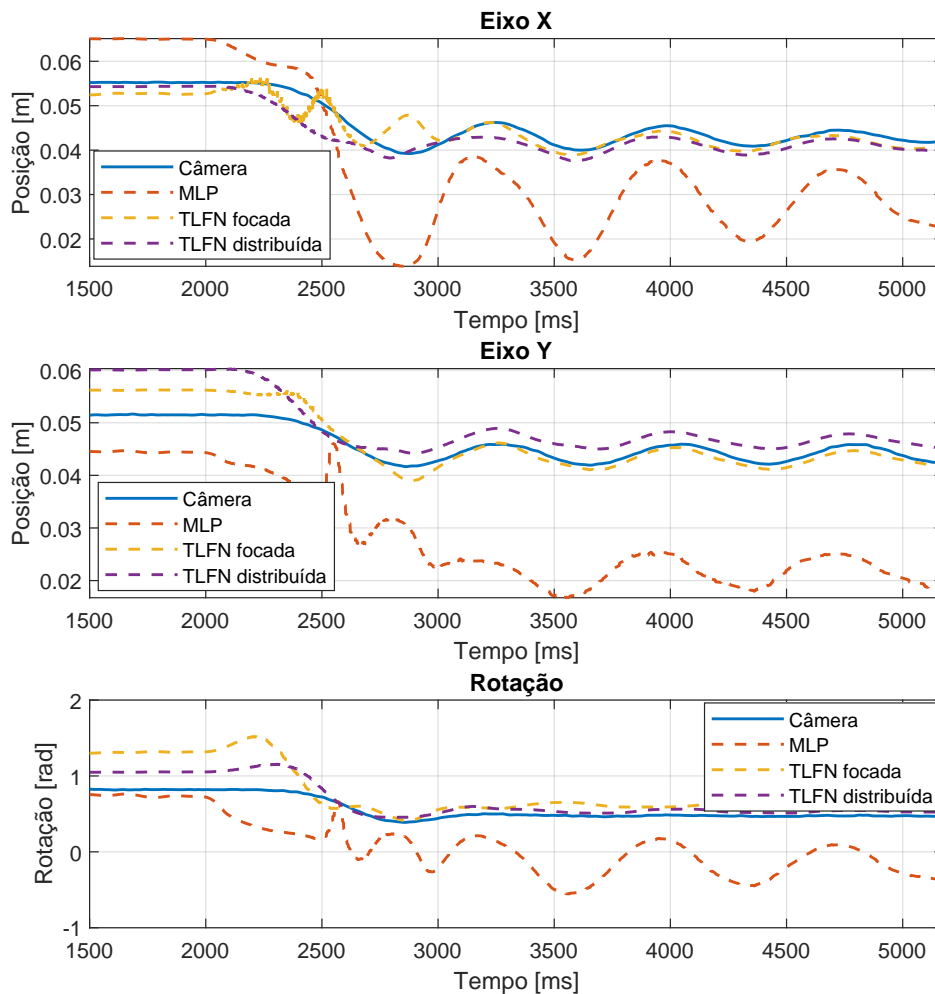 Eixo X
Posição [m]
0.06
0.05
0.04
0.03
0.02
Câmera
MLP
TLFN focada
TLFN distribuída
1500 2000 2500 3000 3500 4000 4500 5000
Tempo [ms]
Eixo Y
Posição [m]
0.06
0.05
0.04
0.03
0.02
Câmera
MLP
TLFN focada
TLFN distribuída
1500 2000 2500 3000 3500 4000 4500 5000
Tempo [ms]
Rotação
Rotação [rad]
2
1
0
-1
Câmera
MLP
TLFN focada
TLFN distribuída
1500 2000 2500 3000 3500 4000 4500 5000
Tempo [ms]